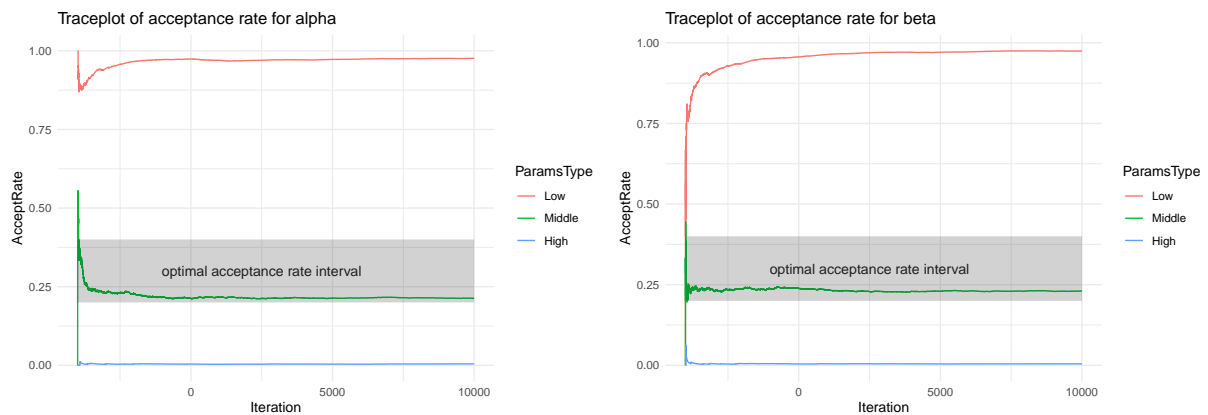 Traceplot of acceptance rate for alpha
1.00
0.75
0.50
0.25
0.00
AcceptRate
optimal acceptance rate interval
0
5000
10000
Iteration
ParamsType
Low
Middle
High
Traceplot of acceptance rate for beta
1.00
0.75
0.50
0.25
0.00
AcceptRate
optimal acceptance rate interval
0
5000
10000
Iteration
ParamsType
Low
Middle
High